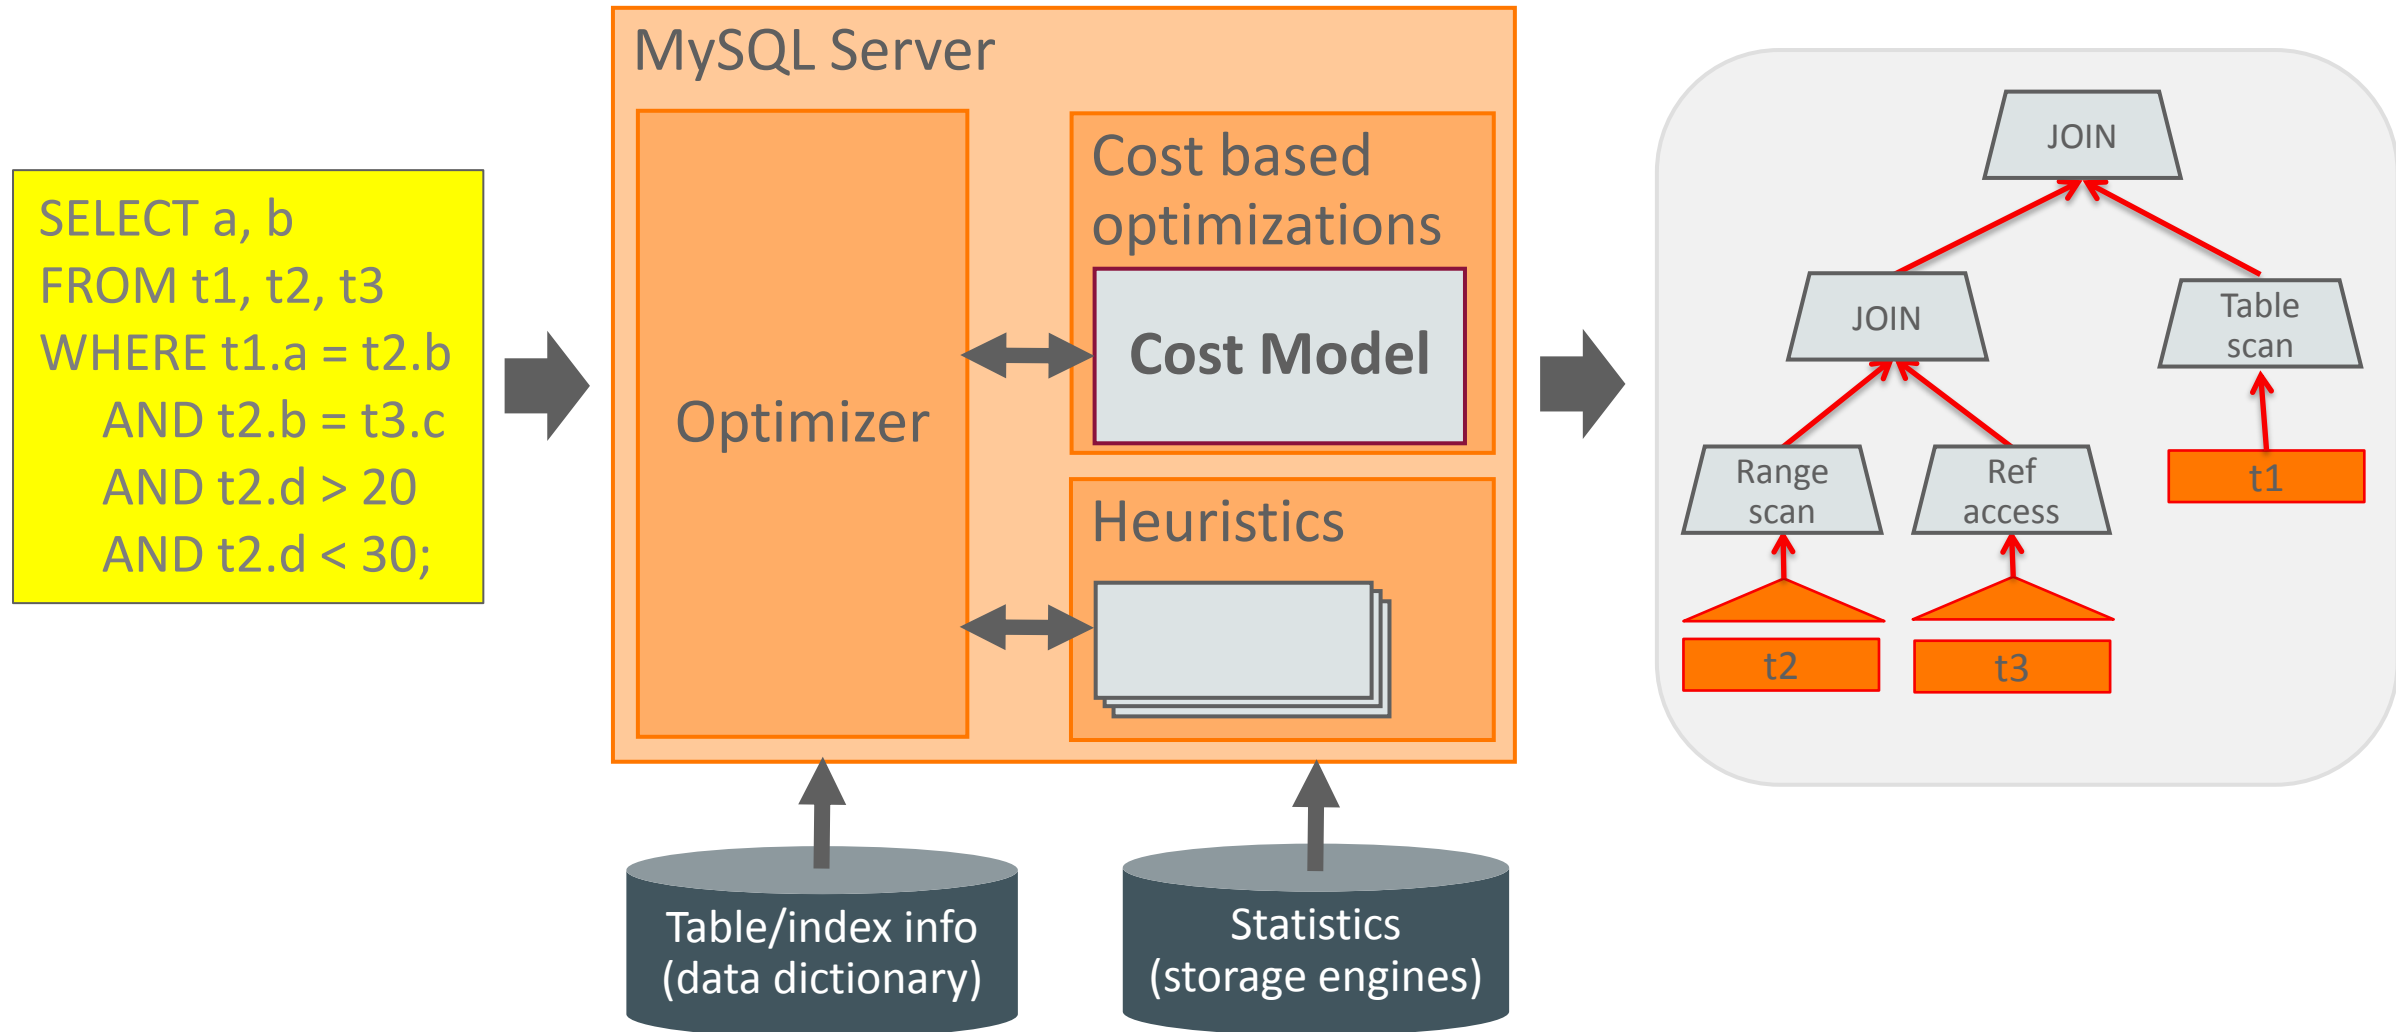 SELECT a, b
FROM t1, t2, t3
WHERE t1.a = t2.b
AND t2.b = t3.c
AND t2.d > 20
AND t2.d < 30;
MySQL Server
Optimizer
Cost based
optimizations
Cost Model
Heuristics
Table/index info
(data dictionary)
Statistics
(storage engines)
JOIN
JOIN
Table
scan
Range
scan
Ref
access
t1
t2
t3